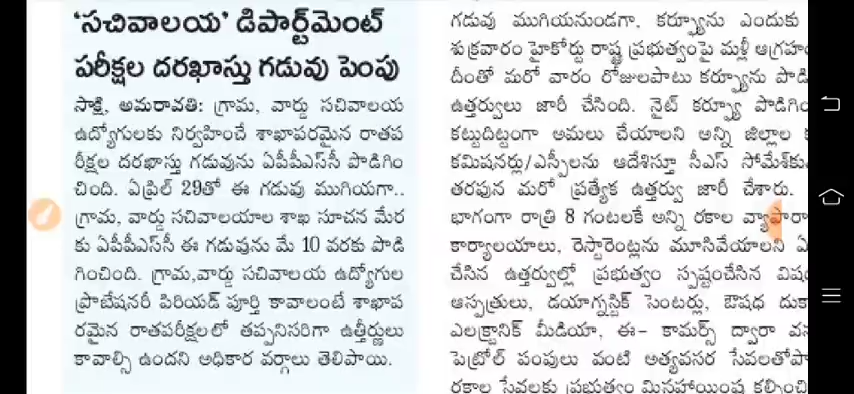 ‘సచివాలయ’ డిపార్ట్‌మెంట్
పరీక్షల దరఖాస్తు గడువు పెంపు
సాక్షి, అమరావతి: గ్రామ, వార్డు సచివాలయ
ఉద్యోగులకు నిర్వహించే శాఖాపరమైన రాతప
రీక్షల దరఖాస్తు గడువును ఏపీపీఎస్‌సీ పొడిగిం
చింది. ఏప్రిల్ 29తో ఈ గడువు ముగియగా..
గ్రామ, వార్డు సచివాలయాల శాఖ సూచన మేర
కు ఏపీపీఎస్‌సీ ఈ గడువును మే 10 వరకు పొడి
గించింది. గ్రామ,వార్డు సచివాలయ ఉద్యోగుల
ప్రొబేషనరీ పిరియడ్ పూర్తి కావాలంటే శాఖాప
రమైన రాతపరీక్షలలో తప్పనిసరిగా ఉత్తీర్ణులు
కావాల్సి ఉందని అధికార వర్గాలు తెలిపాయి.
గడువు ముగియనుండగా. కర్ఫ్యూను ఎందుకు
శుక్రవారం హైకోర్టు రాష్ట్ర ప్రభుత్వంపై మళ్లీ
దీంతో మరో వారం రోజులపాటు కర్ఫ్యూను
ఉత్తర్వులు జారీ చేసింది. నైట్ కర్ఫ్యూ
కట్టుదిట్టంగా అమలు చేయాలని అన్ని జిల్లాల
కమిషనర్లు/ఎస్పీలను ఆదేశిస్తూ సీఎస్
తరఫున మరో ప్రత్యేక ఉత్తర్వు జారీ చేశారు.
భాగంగా రాత్రి 8 గంటలకే అన్ని రకాల
కార్యాలయాలు, రెస్టారెంట్లను మూసివేయాలని
చేసిన ఉత్తర్వుల్లో ప్రభుత్వం స్పష్టంచేసిన
ఆస్పత్రులు, డయాగ్నస్టిక్ సెంటర్లు, ఔషధ
ఎలక్ట్రానిక్ మీడియా, ఈ– కామర్స్ ద్వారా
పెట్రోల్ పంపులు వంటి అత్యవసర
రకాల సేవలకు ప్రభుత్వం మినహాయింపు